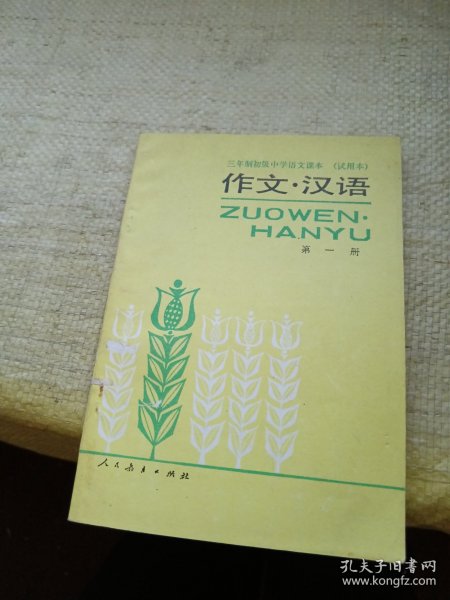 三年制初级中学语文课本 （试用本）
作文·汉语
ZUOWEN·
HANYU
第一册
人民教育出版社
孔夫子旧书网
www.kongfz.com